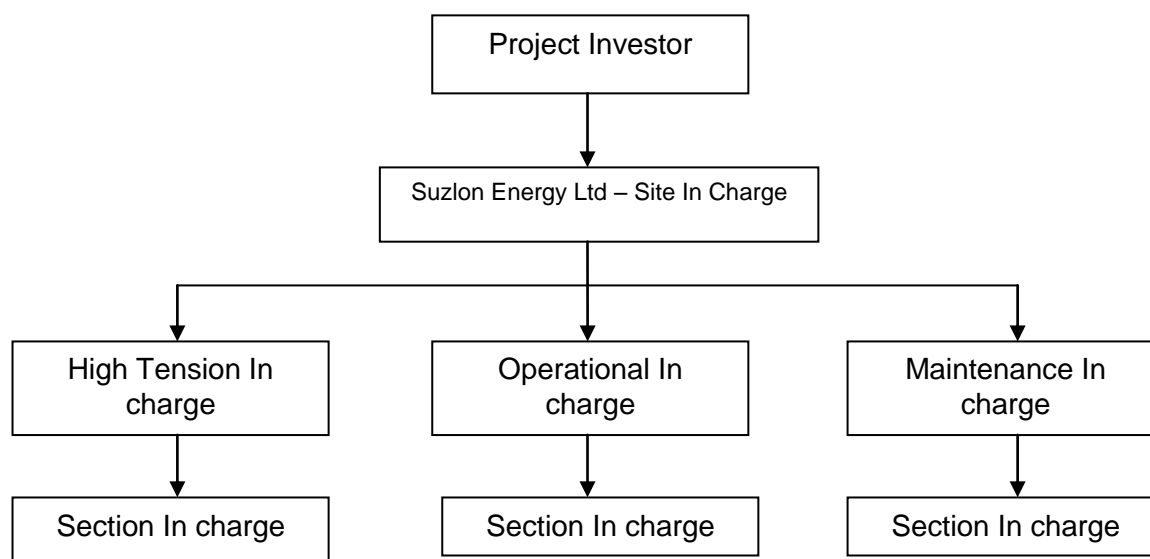 Project Investor
Suzlon Energy Ltd – Site In Charge
High Tension In
charge
Operational In
charge
Maintenance In
charge
Section In charge
Section In charge
Section In charge